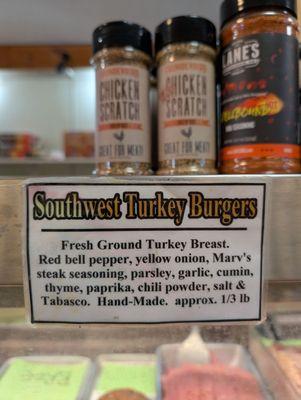 CHICKEN
SCRATCH
GREAT FOR MEAT!
CHICKEN
SCRATCH
GREAT FOR MEAT!
LANE'S
BBQ SEASONING
Southwest Turkey Burgers
Fresh Ground Turkey Breast.
Red bell pepper, yellow onion, Marv's
steak seasoning, parsley, garlic, cumin,
thyme, paprika, chili powder, salt &
Tabasco. Hand-Made. approx. 1/3 lb